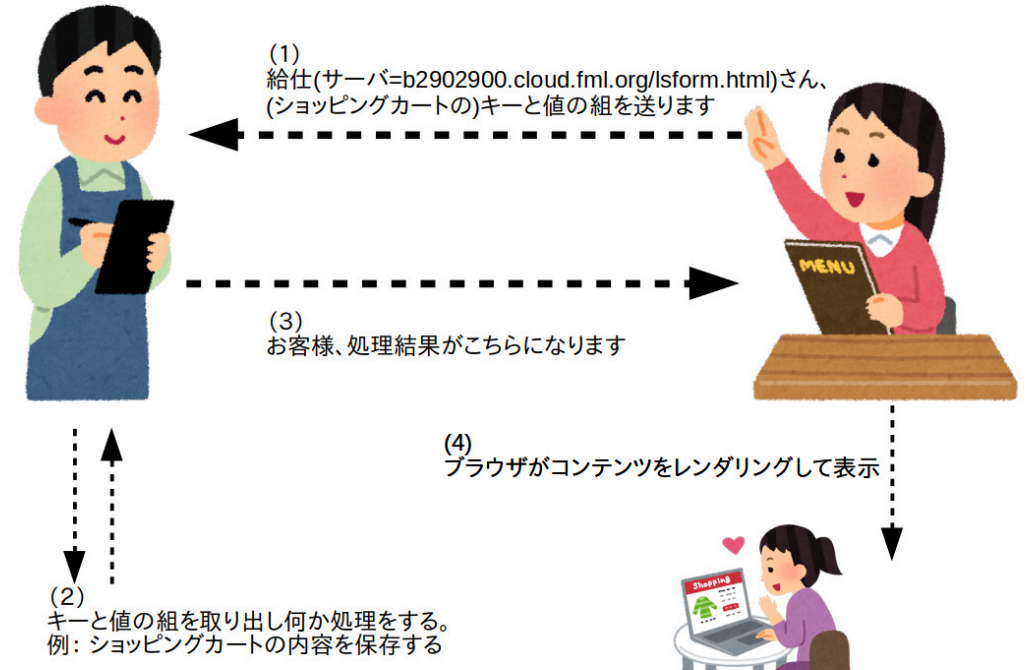 (1)
給仕(サーバ=b2902900.cloud.fml.org/lsform.html)さん、
(ショッピングカートの)キーと値の組を送ります
MENU
(3)
お客様、処理結果がこちらになります
(4)
ブラウザがコンテンツをレンダリングして表示
Shopping
(2)
キーと値の組を取り出し何か処理をする。
例: ショッピングカートの内容を保存する